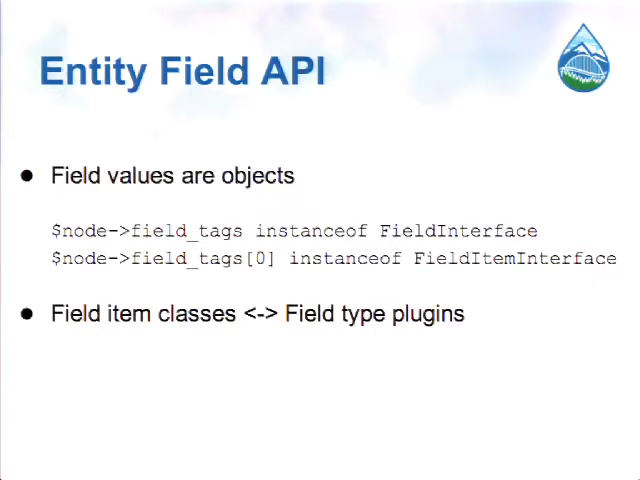 Entity Field API
● Field values are objects
$node->field_tags instanceof FieldInterface
$node->field_tags[0] instanceof FieldItemInterface
● Field item classes <-> Field type plugins